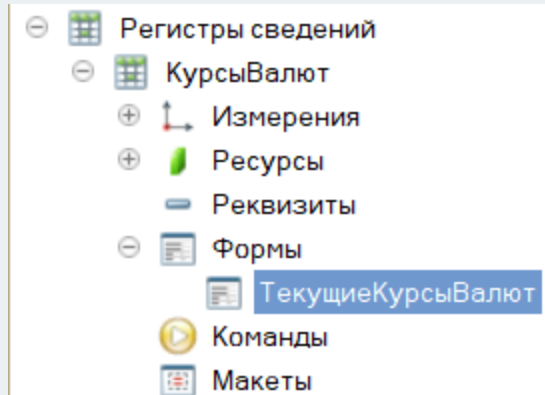 Регистры сведений
КурсыВалют
Измерения
Ресурсы
Реквизиты
Формы
ТекущиеКурсыВалют
Команды
Макеты